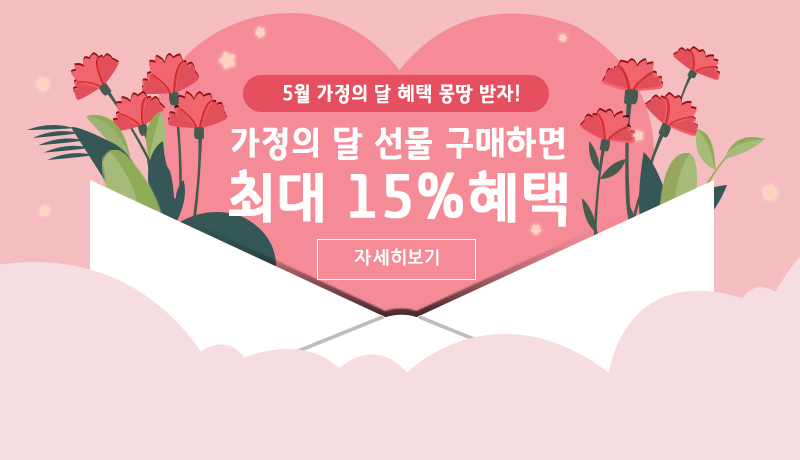 5월 가정의 달 혜택 몽땅 받자!
가정의 달 선물 구매하면
최대 15%혜택
자세히보기